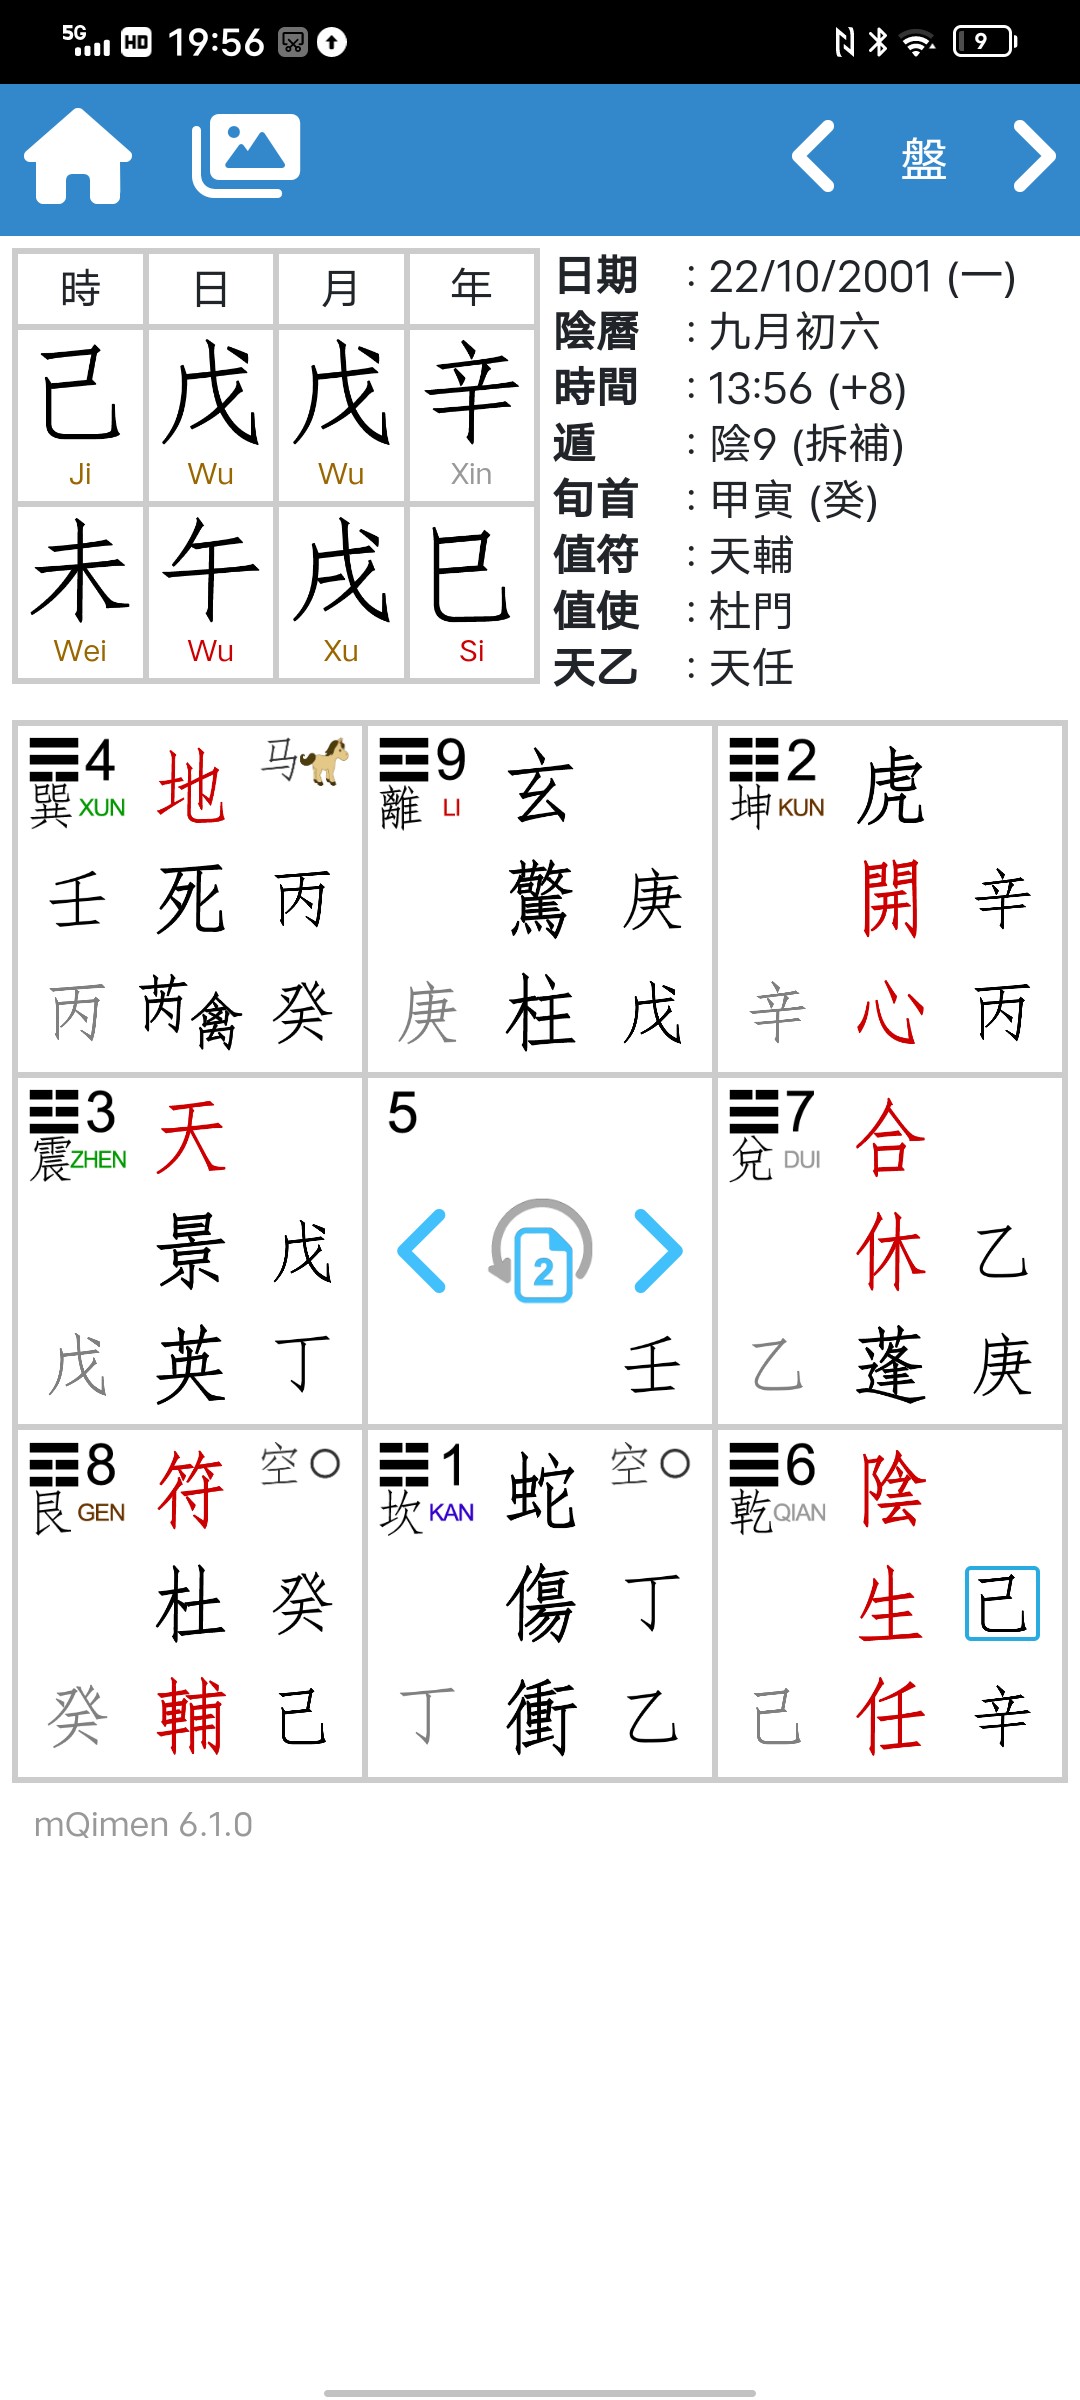 5G HD 19:56 9
盤
時 日 月 年
己 戊 戊 辛
Ji Wu Wu Xin
未 午 戌 巳
Wei Wu Xu Si
日期 : 22/10/2001 (一)
陰曆 : 九月初六
時間 : 13:56 (+8)
遁 : 陰9 (拆補)
旬首 : 甲寅 (癸)
值符 : 天輔
值使 : 杜門
天乙 : 天任
4 地 马
巽 XUN
壬 死 丙
丙 芮禽 癸
9 玄
離 LI
驚 庚
庚 柱 戊
2 虎
坤 KUN
開 辛
辛 心 丙
3 天
震 ZHEN
景 戊
戊 英 丁
5
2
壬
7 合
兌 DUI
休 乙
乙 蓬 庚
8 符 空
艮 GEN
杜 癸
癸 輔 己
1 蛇 空
坎 KAN
傷 丁
丁 衝 乙
6 陰
乾 QIAN
生 己
己 任 辛
mQimen 6.1.0